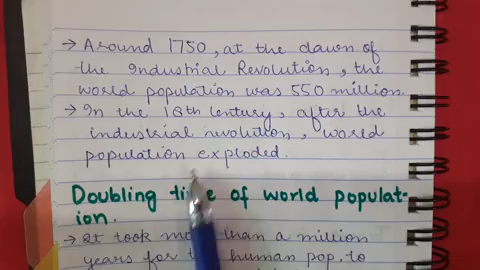 → Around 1750, at the dawn of
the Industrial Revolution, the
world population was 550 million.
→ In the 18th century, after the
industrial revolution, world
population exploded.
Doubling time of world populat-
ion.
→ It took more than a million
years for the human pop. to